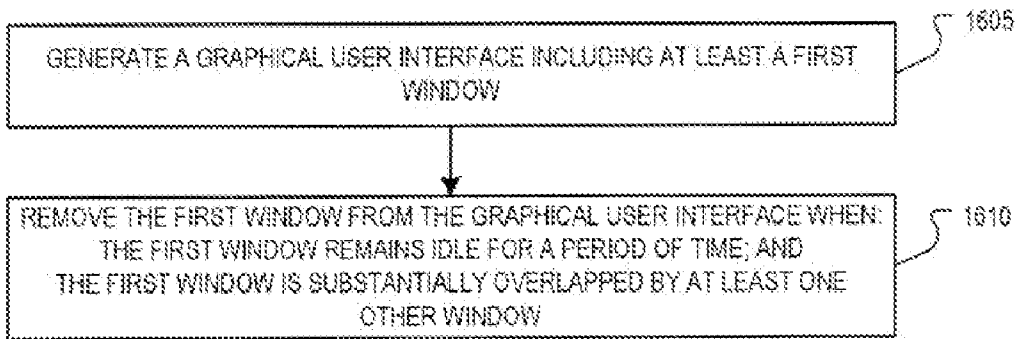 1605
GENERATE A GRAPHICAL USER INTERFACE INCLUDING AT LEAST A FIRST
WINDOW
REMOVE THE FIRST WINDOW FROM THE GRAPHICAL USER INTERFACE WHEN:
1610
THE FIRST WINDOW REMAINS IDLE FOR A PERIOD OF TIME; AND
THE FIRST WINDOW IS SUBSTANTIALLY OVERLAPPED BY AT LEAST ONE
OTHER WINDOW